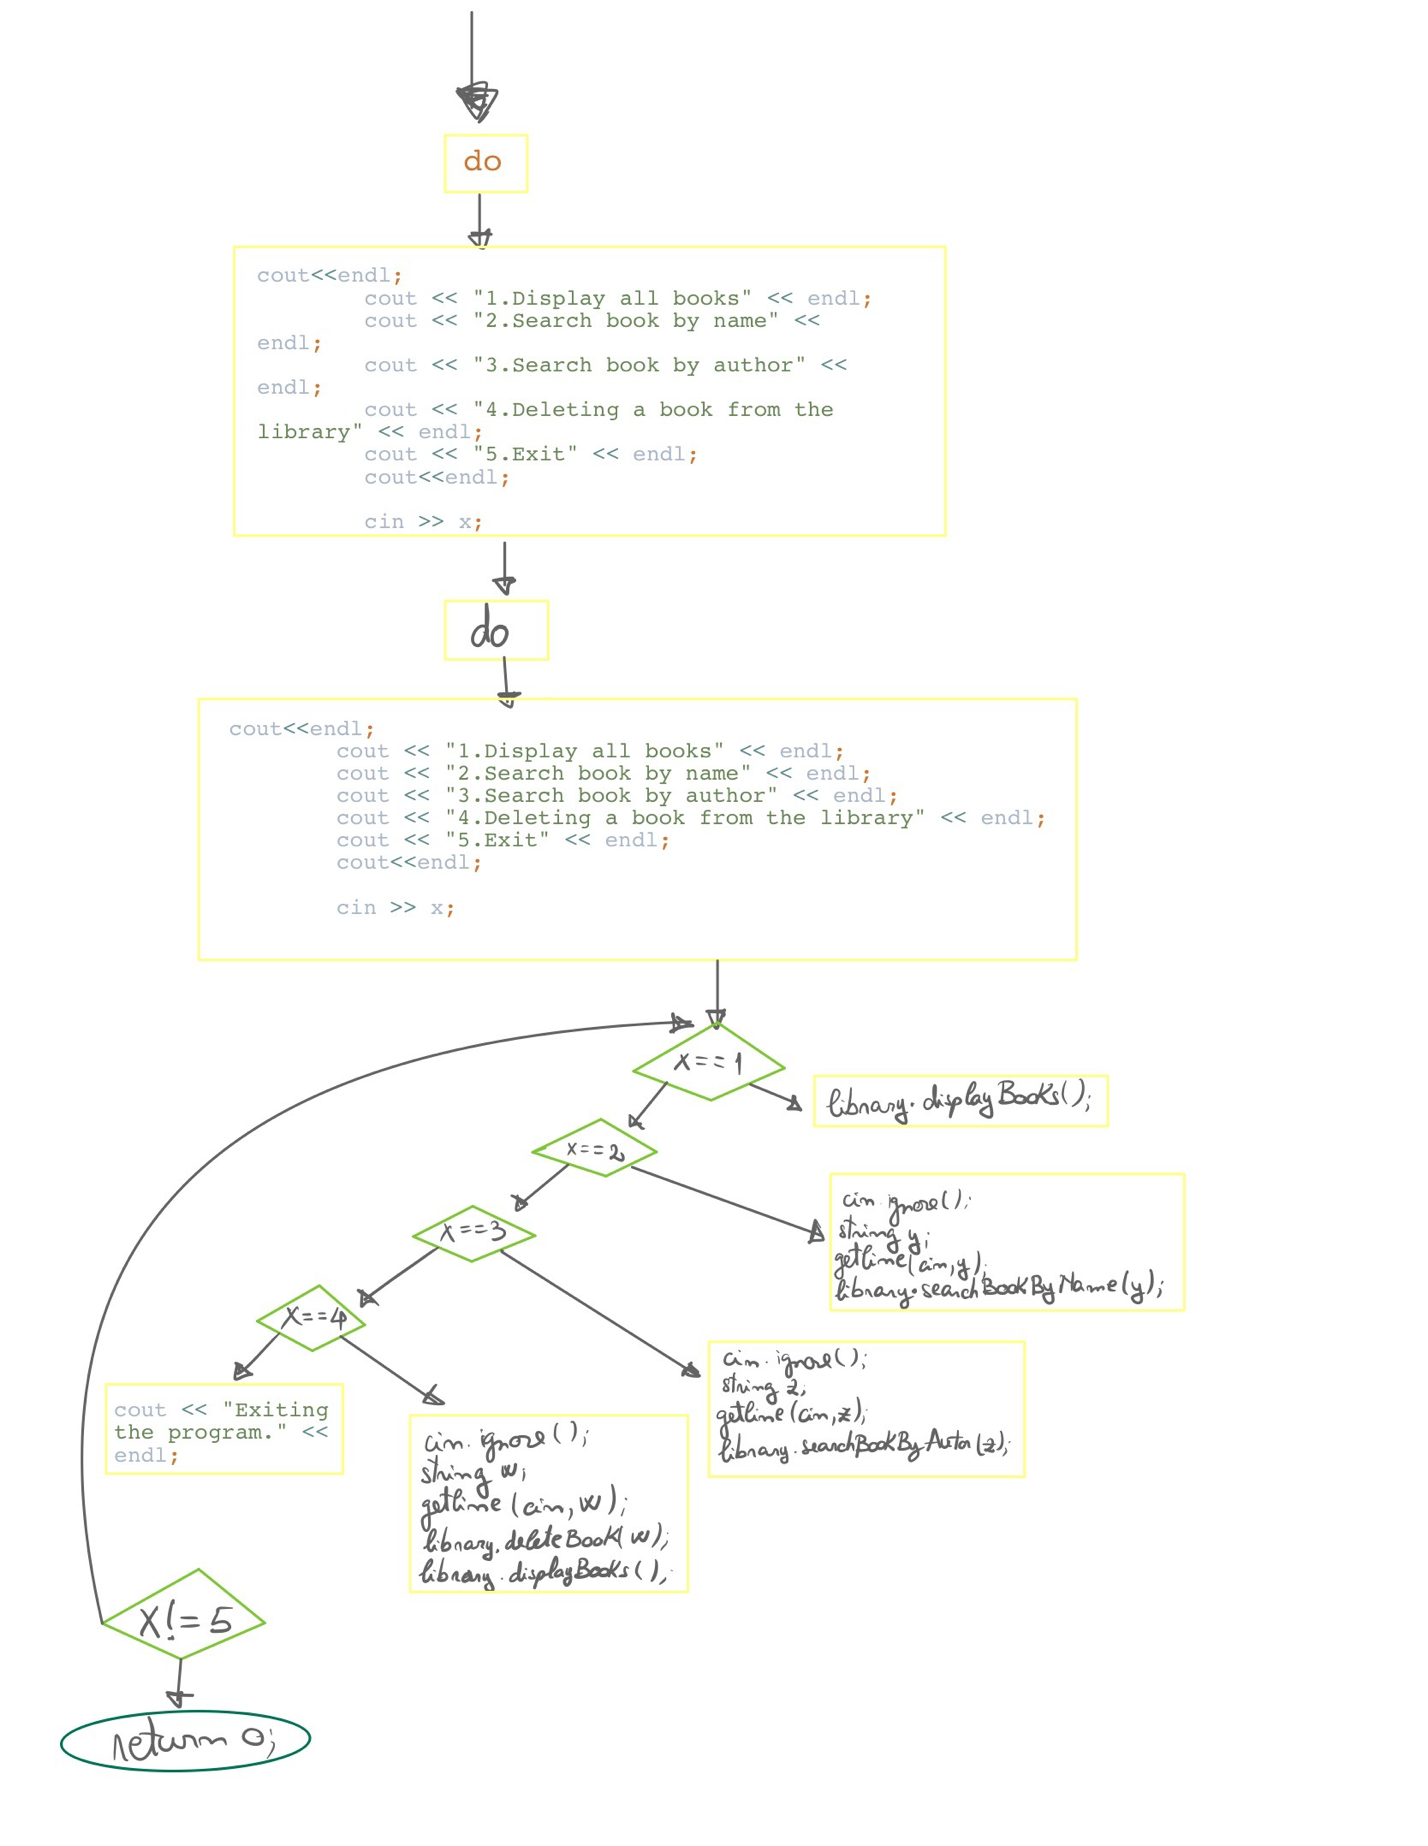 do
cout<<endl;
cout << "1.Display all books" << endl;
cout << "2.Search book by name" <<
endl;
cout << "3.Search book by author" <<
endl;
cout << "4.Deleting a book from the
library" << endl;
cout << "5.Exit" << endl;
cout<<endl;
cin >> x;
do
cout<<endl;
cout << "1.Display all books" << endl;
cout << "2.Search book by name" << endl;
cout << "3.Search book by author" << endl;
cout << "4.Deleting a book from the library" << endl;
cout << "5.Exit" << endl;
cout<<endl;
cin >> x;
x==1
library.displayBooks();
x==2
cin.ignore();
string y;
getline(cin,y);
library.searchBookByName(y);
x==3
cin.ignore();
string z;
getline(cin,z);
library.searchBookByAutor(z);
x==4
cin.ignore();
string w;
getline(cin,w);
library.deleteBook(w);
library.displayBooks();
cout << "Exiting
the program." <<
endl;
x!=5
return 0;